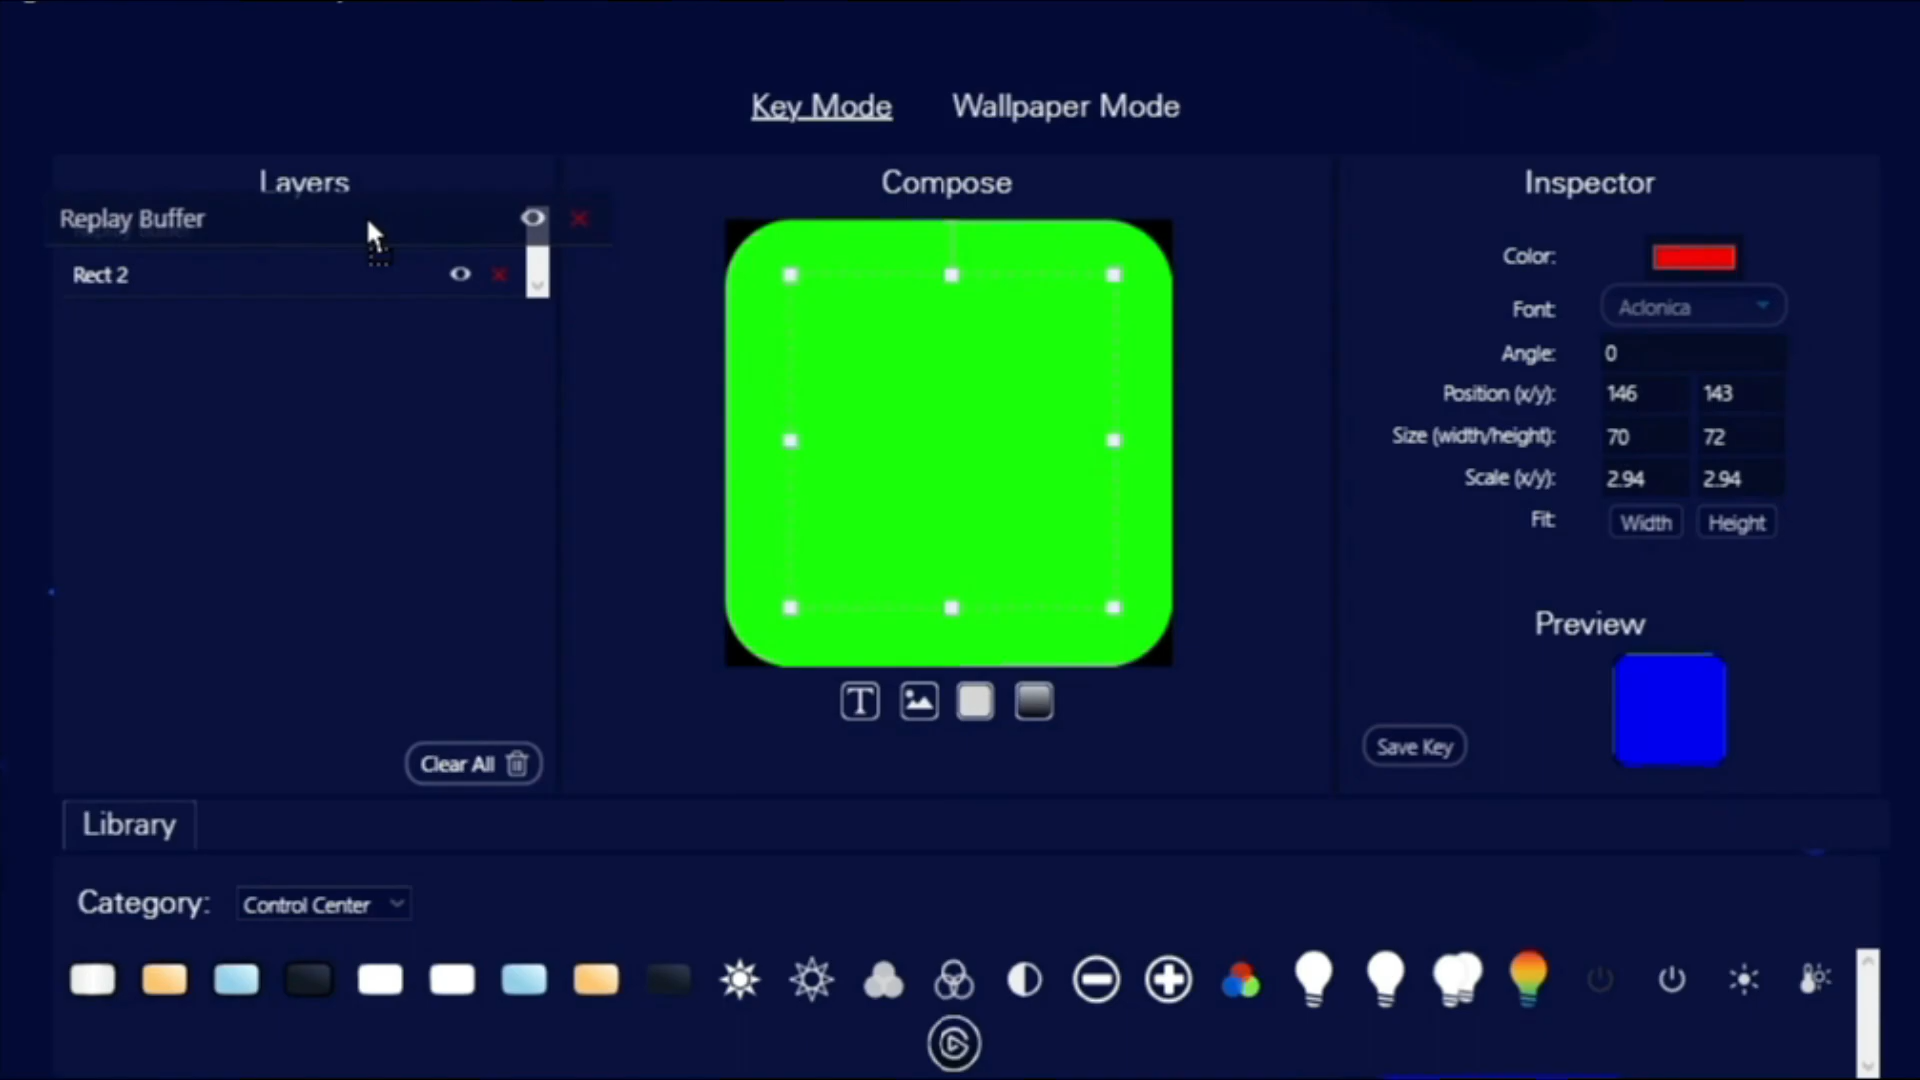 Key Mode Wallpaper Mode
Layers
Compose
Inspector
Replay Buffer
Rect 2
Color:
Font: Aclonica
Angle: 0
Position (x/y): 146 143
Size (width/height): 70 72
Scale (x/y): 2.94 2.94
Fit: Width Height
Preview
T
Save Key
Clear All
Library
Category: Control Center